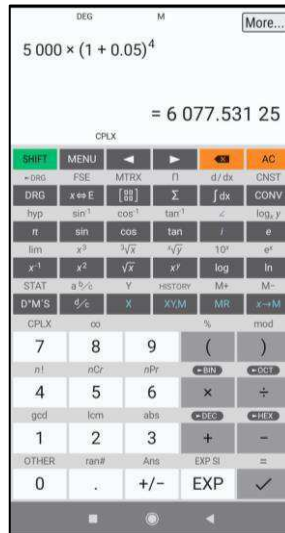 DEG M More...
5 000 × (1 + 0.05)⁴
= 6 077.531 25
CPLX
SHIFT MENU ◄ ► AC
←DRG FSE MTRX Π d/dx CNST
DRG x⇔E [88] Σ ∫dx CONV
hyp sin⁻¹ cos⁻¹ tan⁻¹ ∠ logₓ y
π sin cos tan i e
lim x³ ³√x ˣ√y 10ˣ eˣ
x⁻¹ x² √x xʸ log ln
STAT a b/c Y HISTORY M+ M−
D°M'S d/c X XY,M MR x→M
CPLX ∞ % mod
7 8 9 ( )
n! nCr nPr ►BIN ►OCT
4 5 6 × ÷
gcd lcm abs ►DEC ►HEX
1 2 3 + −
OTHER ran# Ans EXP SI =
0 . +/− EXP ✓